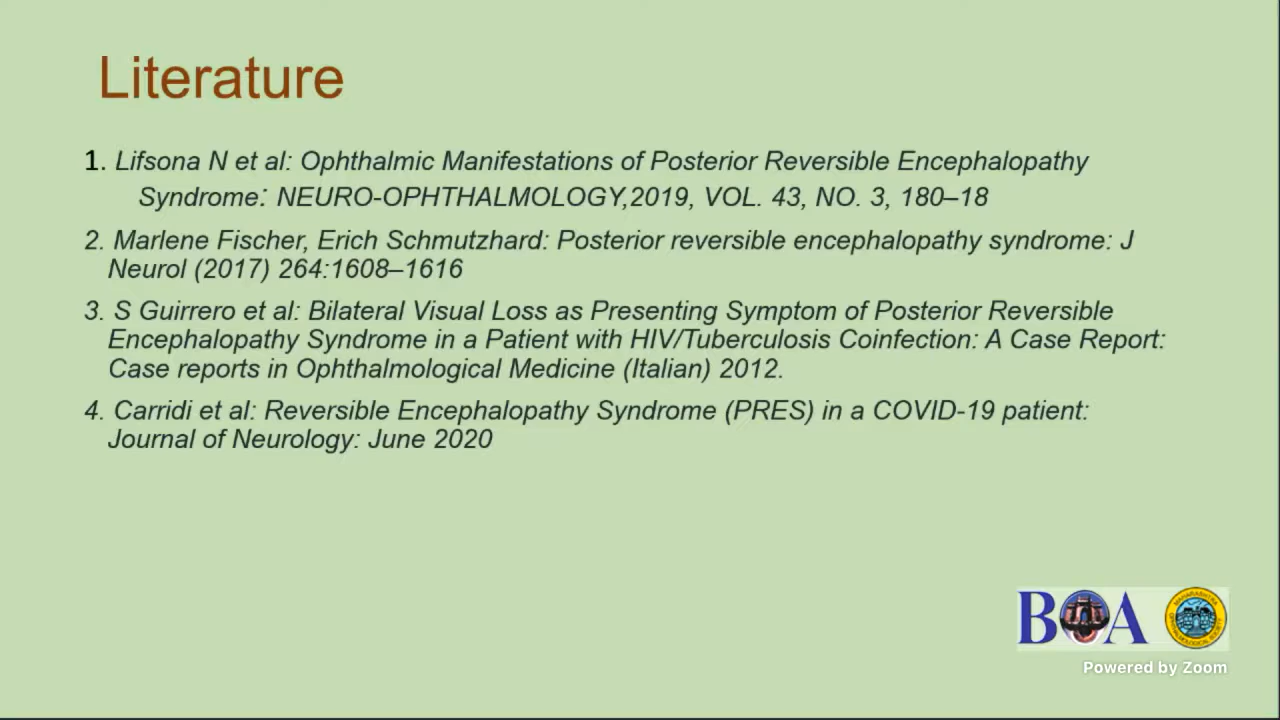 Literature
1. Lifsona N et al: Ophthalmic Manifestations of Posterior Reversible Encephalopathy
Syndrome: NEURO-OPHTHALMOLOGY,2019, VOL. 43, NO. 3, 180–18
2. Marlene Fischer, Erich Schmutzhard: Posterior reversible encephalopathy syndrome: J
Neurol (2017) 264:1608–1616
3. S Guirrero et al: Bilateral Visual Loss as Presenting Symptom of Posterior Reversible
Encephalopathy Syndrome in a Patient with HIV/Tuberculosis Coinfection: A Case Report:
Case reports in Ophthalmological Medicine (Italian) 2012.
4. Carridi et al: Reversible Encephalopathy Syndrome (PRES) in a COVID-19 patient:
Journal of Neurology: June 2020
BOA
MAHARASHTRA OPHTHALMOLOGICAL SOCIETY
Powered by Zoom